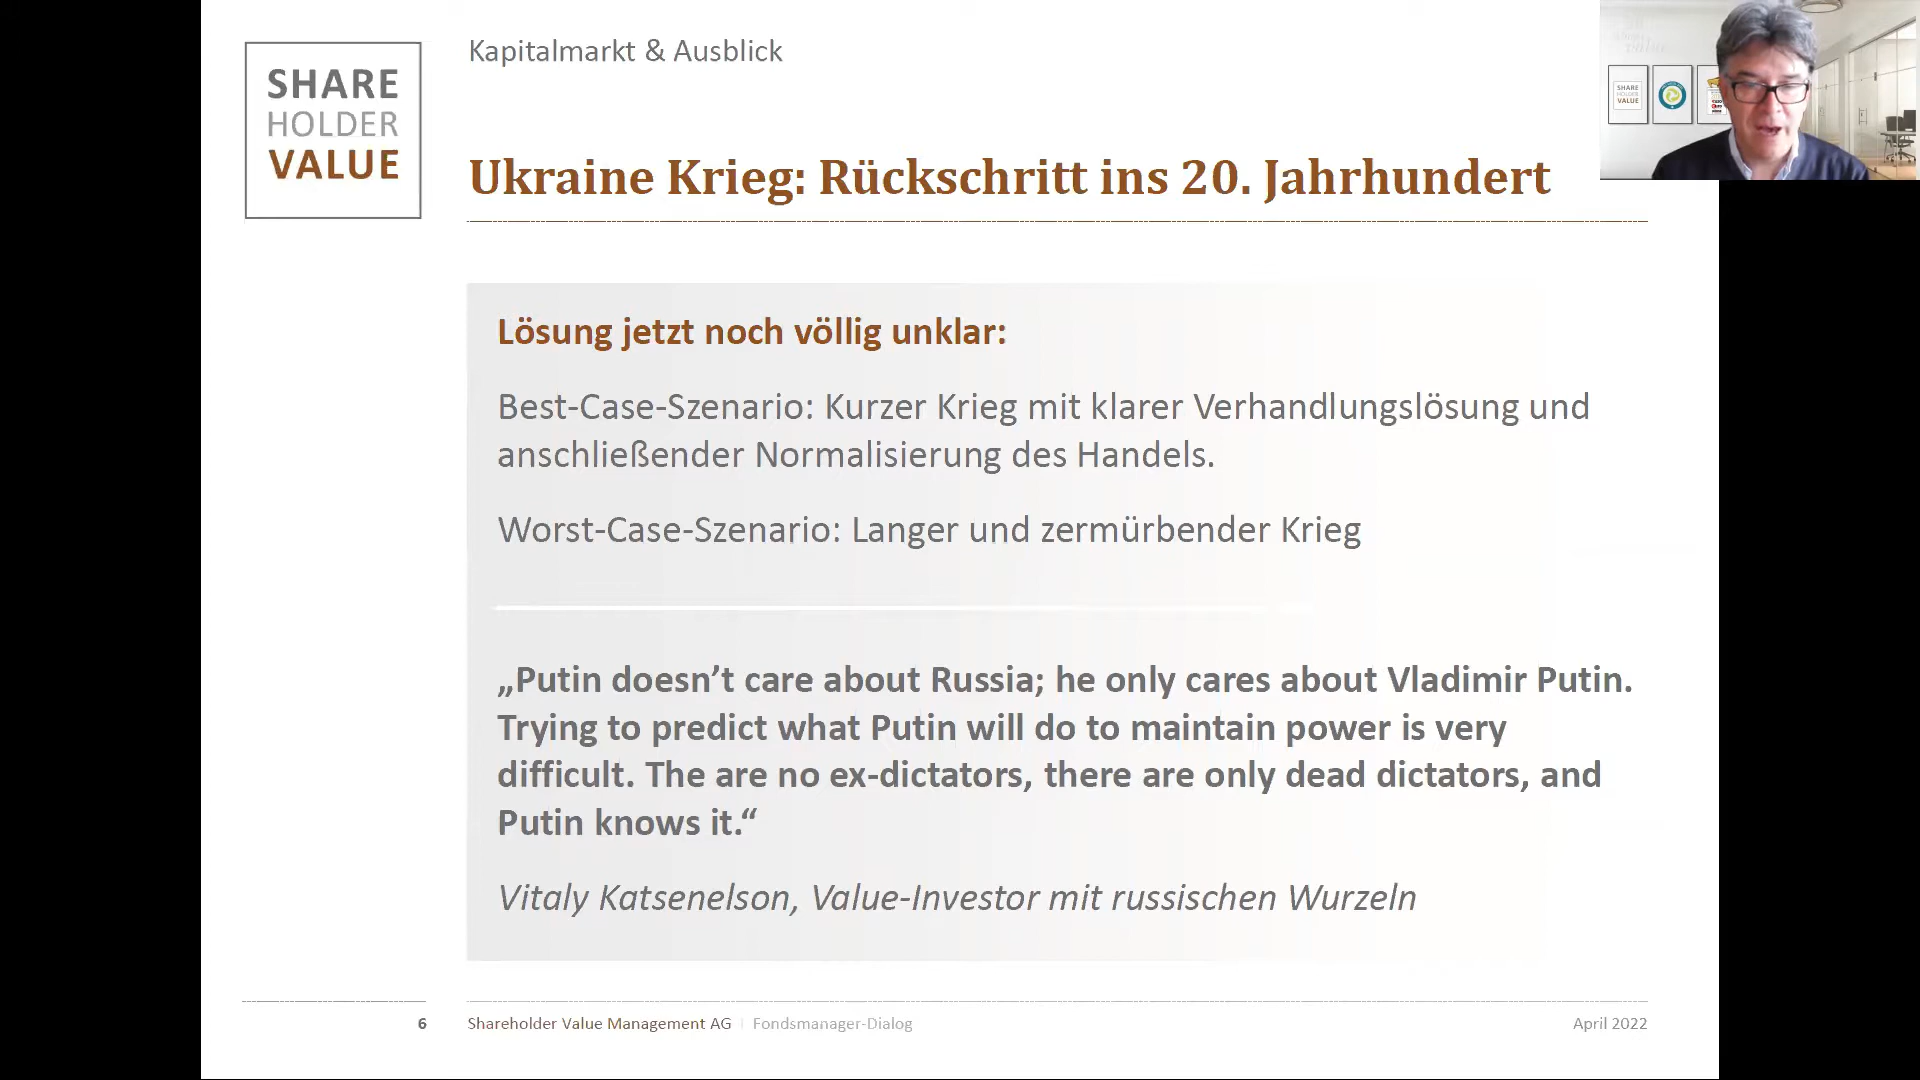 SHARE
HOLDER
VALUE
Kapitalmarkt & Ausblick
Ukraine Krieg: Rückschritt ins 20. Jahrhundert
SHARE
HOLDER
VALUE
Lösung jetzt noch völlig unklar:
Best-Case-Szenario: Kurzer Krieg mit klarer Verhandlungslösung und
anschließender Normalisierung des Handels.
Worst-Case-Szenario: Langer und zermürbender Krieg
„Putin doesn’t care about Russia; he only cares about Vladimir Putin.
Trying to predict what Putin will do to maintain power is very
difficult. The are no ex-dictators, there are only dead dictators, and
Putin knows it.“
Vitaly Katsenelson, Value-Investor mit russischen Wurzeln
6 Shareholder Value Management AG | Fondsmanager-Dialog April 2022